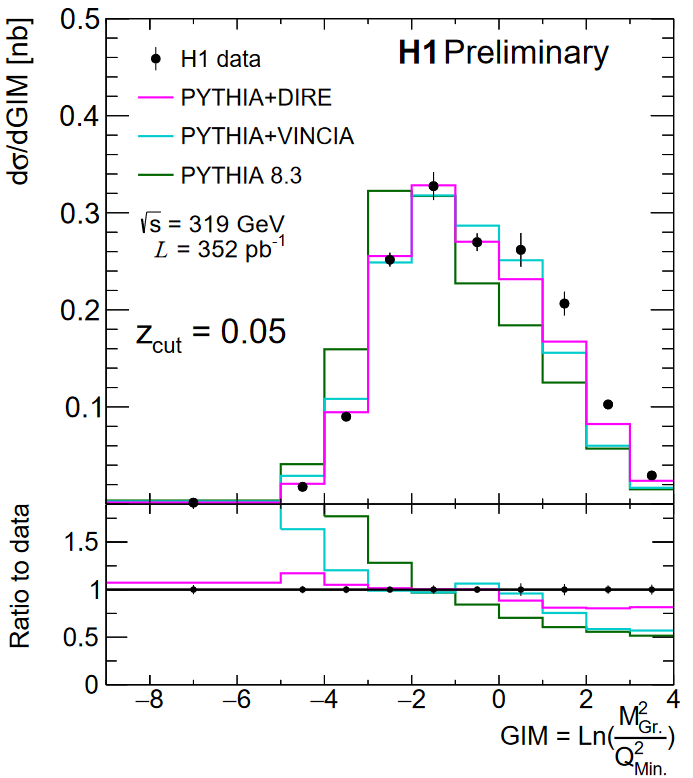 0.5
H1 Preliminary
H1 data
PYTHIA+DIRE
0.4
PYTHIA+VINCIA
PYTHIA 8.3
dσ/dGIM [nb]
0.3
√s = 319 GeV
L = 352 pb⁻¹
0.2
z_cut = 0.05
0.1
Ratio to data
1.5
1
0.5
0
−8 −6 −4 −2 0 2 4
GIM = Ln(M²_Gr. / Q²_Min.)